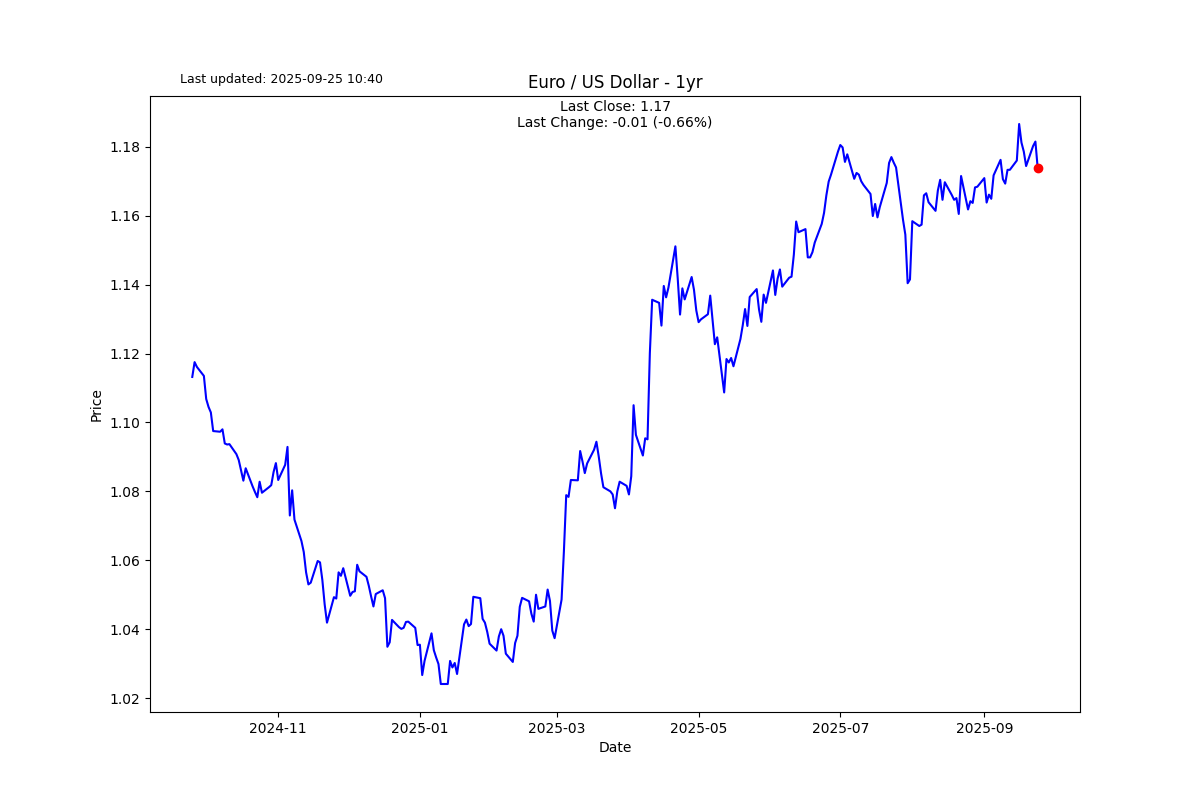 Last updated: 2025-09-25 10:40
Euro / US Dollar - 1yr
Last Close: 1.17
Last Change: -0.01 (-0.66%)
1.18
1.16
1.14
1.12
1.10
1.08
1.06
1.04
1.02
Price
2024-11
2025-01
2025-03
2025-05
2025-07
2025-09
Date